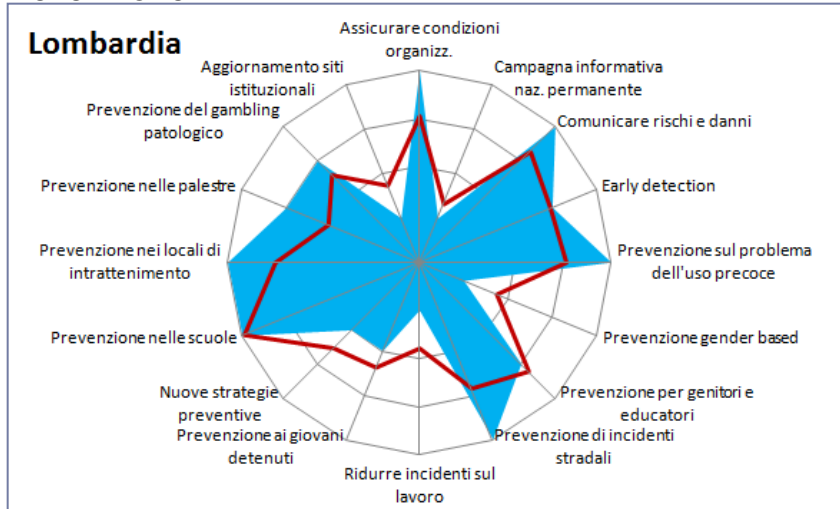 Lombardia
Assicurare condizioni
organizz.
Campagna informativa
naz. permanente
Comunicare rischi e danni
Early detection
Prevenzione sul problema
dell'uso precoce
Prevenzione gender based
Prevenzione per genitori e
educatori
Prevenzione di incidenti
stradali
Ridurre incidenti sul
lavoro
Prevenzione ai giovani
detenuti
Nuove strategie
preventive
Prevenzione nelle scuole
Prevenzione nei locali di
intrattenimento
Prevenzione nelle palestre
Prevenzione del gambling
patologico
Aggiornamento siti
istituzionali